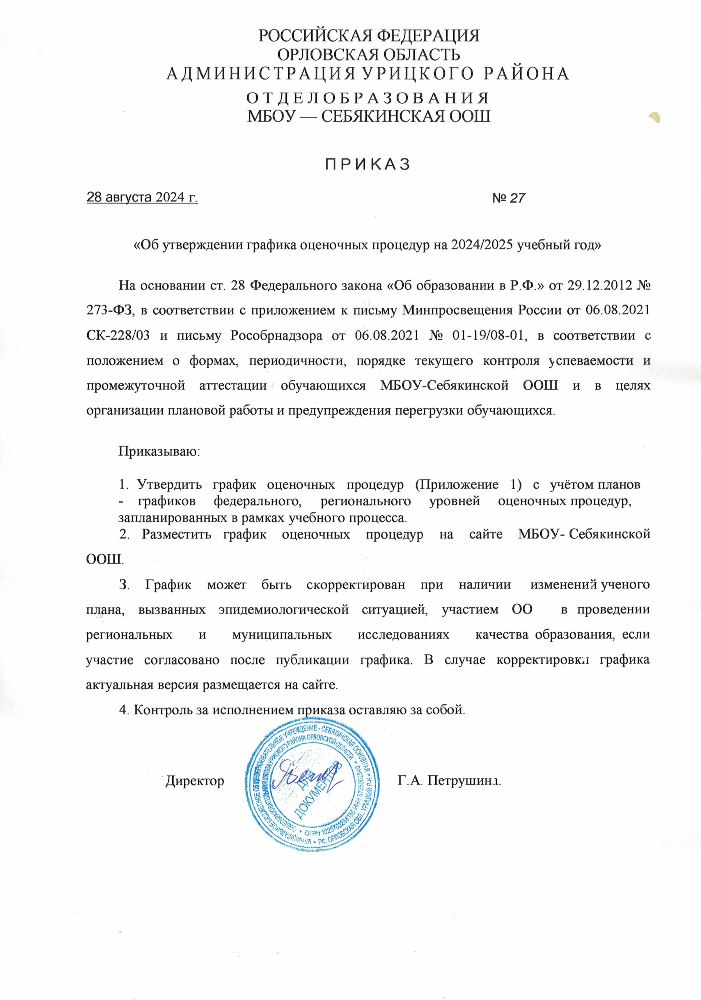 РОССИЙСКАЯ ФЕДЕРАЦИЯ
ОРЛОВСКАЯ ОБЛАСТЬ
АДМИНИСТРАЦИЯ УРИЦКОГО РАЙОНА
ОТДЕЛОБРАЗОВАНИЯ
МБОУ — СЕБЯКИНСКАЯ ООШ
ПРИКАЗ
28 августа 2024 г. № 27
«Об утверждении графика оценочных процедур на 2024/2025 учебный год»
На основании ст. 28 Федерального закона «Об образовании в Р.Ф.» от 29.12.2012 №
273-ФЗ, в соответствии с приложением к письму Минпросвещения России от 06.08.2021
СК-228/03 и письму Рособрнадзора от 06.08.2021 № 01-19/08-01, в соответствии с
положением о формах, периодичности, порядке текущего контроля успеваемости и
промежуточной аттестации обучающихся МБОУ-Себякинской ООШ и в целях
организации плановой работы и предупреждения перегрузки обучающихся.
Приказываю:
1. Утвердить график оценочных процедур (Приложение 1) с учётом планов
- графиков федерального, регионального уровней оценочных процедур,
запланированных в рамках учебного процесса.
2. Разместить график оценочных процедур на сайте МБОУ- Себякинской
ООШ.
3. График может быть скорректирован при наличии изменений ученого
плана, вызванных эпидемиологической ситуацией, участием ОО в проведении
региональных и муниципальных исследованиях качества образования, если
участие согласовано после публикации графика. В случае корректировки графика
актуальная версия размещается на сайте.
4. Контроль за исполнением приказа оставляю за собой.
Директор Г.А. Петрушина.
МУНИЦИПАЛЬНОЕ БЮДЖЕТНОЕ ОБЩЕОБРАЗОВАТЕЛЬНОЕ УЧРЕЖДЕНИЕ - СЕБЯКИНСКАЯ ОСНОВНАЯ
РФ, ОРЛОВСКАЯ ОБЛ., УРИЦКИЙ Р-Н
ОБЩЕОБРАЗОВАТЕЛЬНАЯ ШКОЛА УРИЦКОГО РАЙОНА ОРЛОВСКОЙ ОБЛАСТИ
ОГРН 1025702256150 ИНН 5725002540
ДЛЯ
ДОКУМЕНТОВ